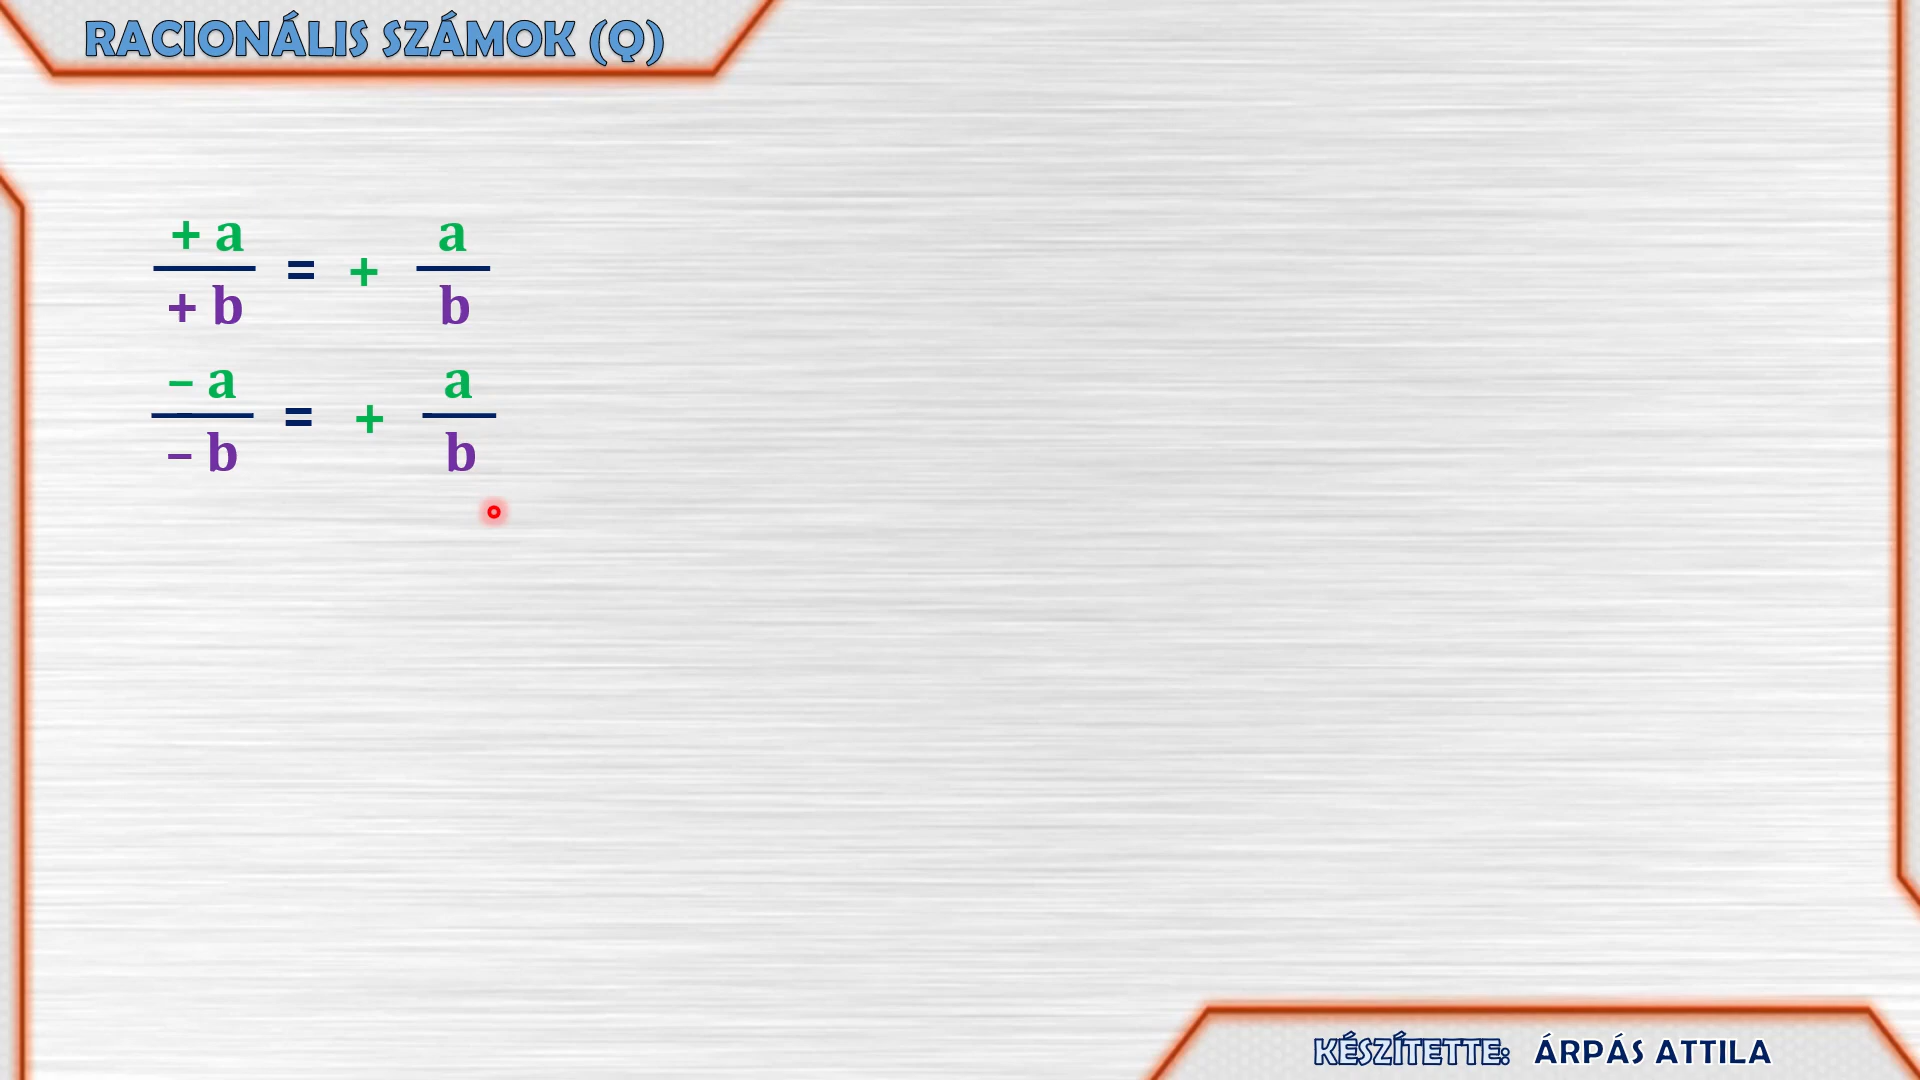 RACIONÁLIS SZÁMOK (Q)
+ a / + b = + a / b
– a / – b = + a / b
KÉSZÍTETTE: ÁRPÁS ATTILA